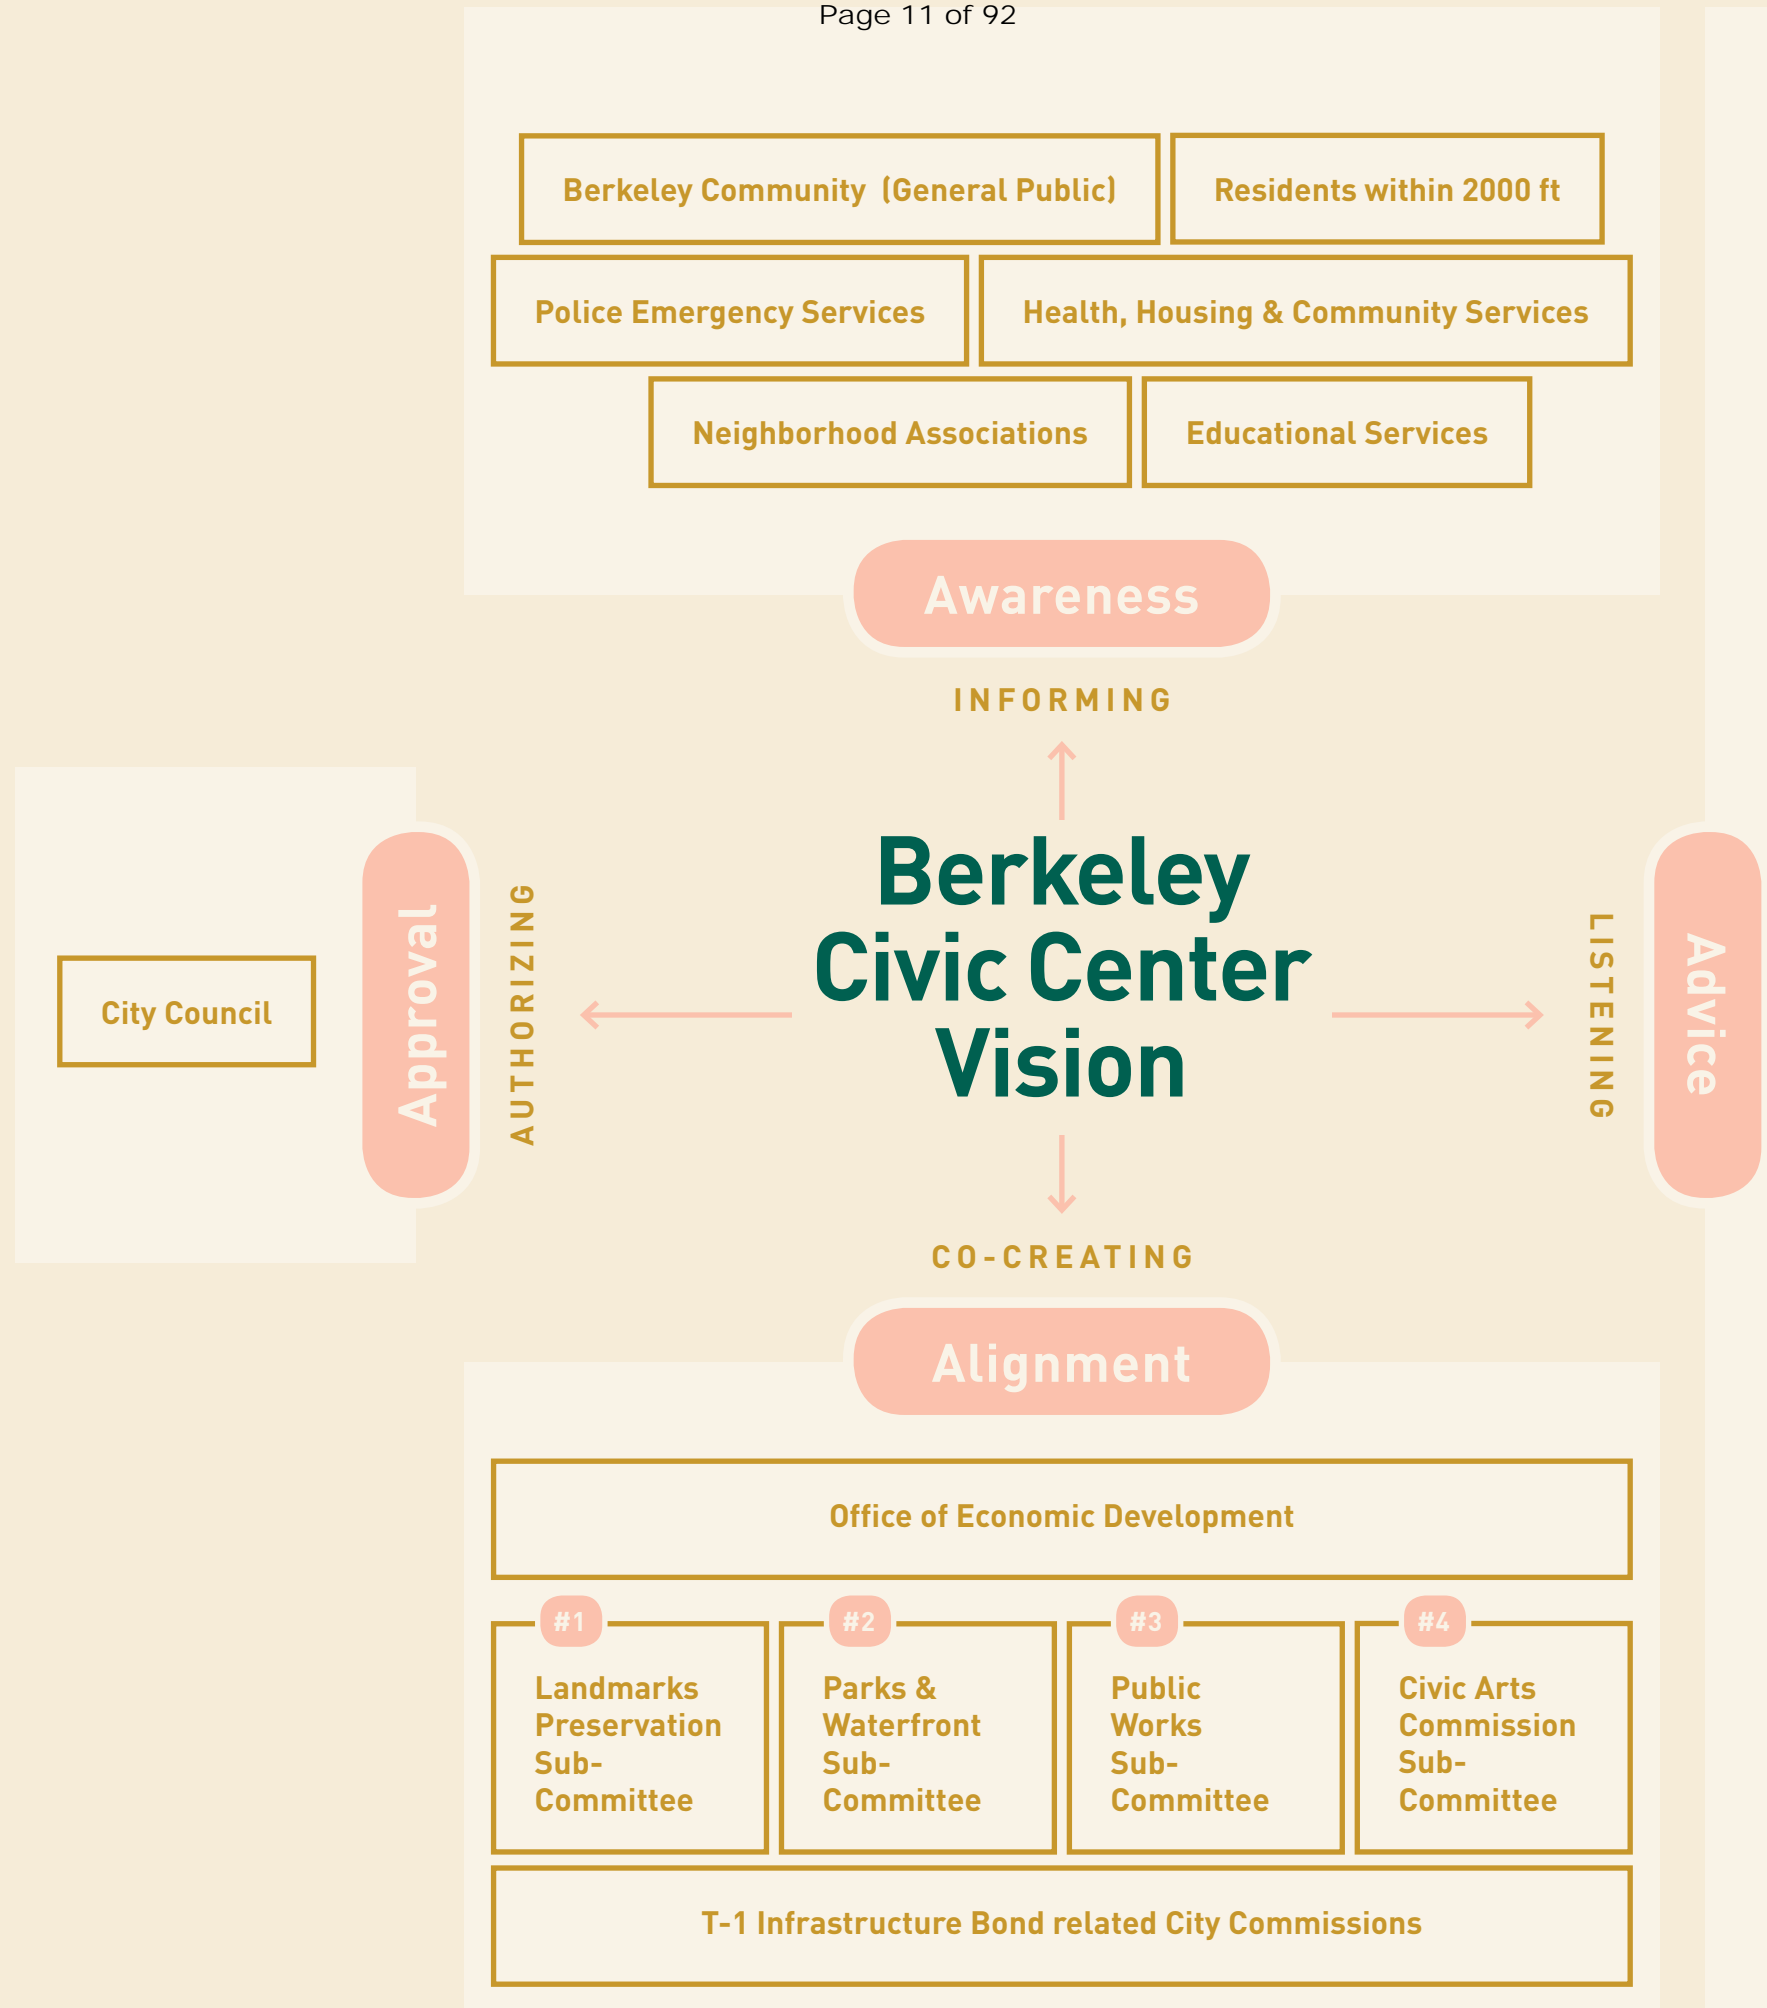 Page 11 of 92
Berkeley Community (General Public)
Residents within 2000 ft
Police Emergency Services
Health, Housing & Community Services
Neighborhood Associations
Educational Services
Awareness
INFORMING
City Council
Approval
AUTHORIZING
Berkeley
Civic Center
Vision
LISTENING
Advice
CO-CREATING
Alignment
Office of Economic Development
#1
Landmarks
Preservation
Sub-
Committee
#2
Parks &
Waterfront
Sub-
Committee
#3
Public
Works
Sub-
Committee
#4
Civic Arts
Commission
Sub-
Committee
T-1 Infrastructure Bond related City Commissions